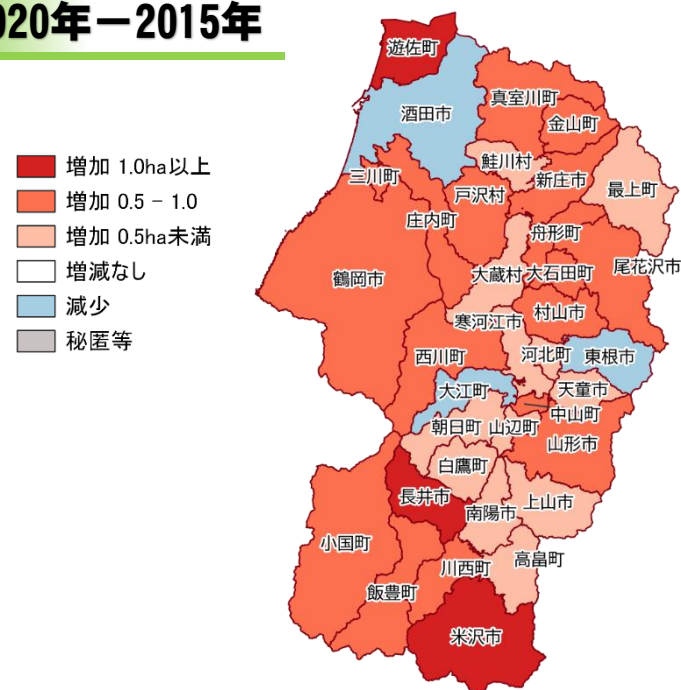 020年－2015年
増加 1.0ha以上
増加 0.5 - 1.0
増加 0.5ha未満
増減なし
減少
秘匿等
遊佐町
酒田市
真室川町
金山町
鮭川村
新庄市
最上町
三川町
戸沢村
庄内町
舟形町
尾花沢市
鶴岡市
大蔵村
大石田町
村山市
寒河江市
西川町
河北町
東根市
大江町
天童市
中山町
朝日町
山辺町
山形市
白鷹町
長井市
南陽市
上山市
小国町
川西町
高畠町
飯豊町
米沢市